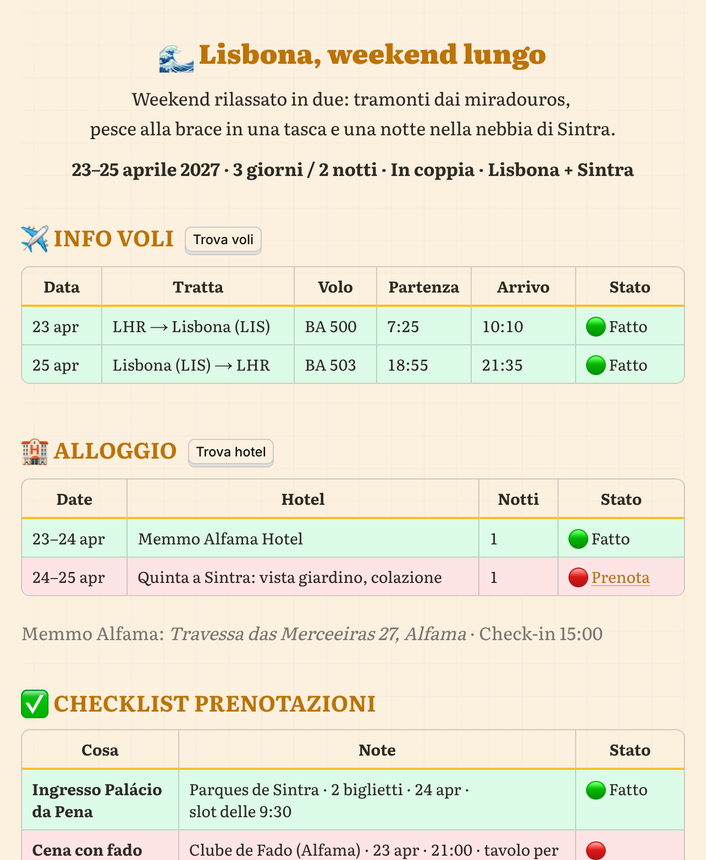 🌊 Lisbona, weekend lungo
Weekend rilassato in due: tramonti dai miradouros,
pesce alla brace in una tasca e una notte nella nebbia di Sintra.
23–25 aprile 2027 · 3 giorni / 2 notti · In coppia · Lisbona + Sintra
✈️ INFO VOLI Trova voli
Data Tratta Volo Partenza Arrivo Stato
23 apr LHR → Lisbona (LIS) BA 500 7:25 10:10 🟢 Fatto
25 apr Lisbona (LIS) → LHR BA 503 18:55 21:35 🟢 Fatto
🏨 ALLOGGIO Trova hotel
Date Hotel Notti Stato
23–24 apr Memmo Alfama Hotel 1 🟢 Fatto
24–25 apr Quinta a Sintra: vista giardino, colazione 1 🔴 Prenota
Memmo Alfama: Travessa das Merceeiras 27, Alfama · Check-in 15:00
✅ CHECKLIST PRENOTAZIONI
Cosa Note Stato
Ingresso Palácio da Pena Parques de Sintra · 2 biglietti · 24 apr · slot delle 9:30 🟢 Fatto
Cena con fado Clube de Fado (Alfama) · 23 apr · 21:00 · tavolo per 🔴